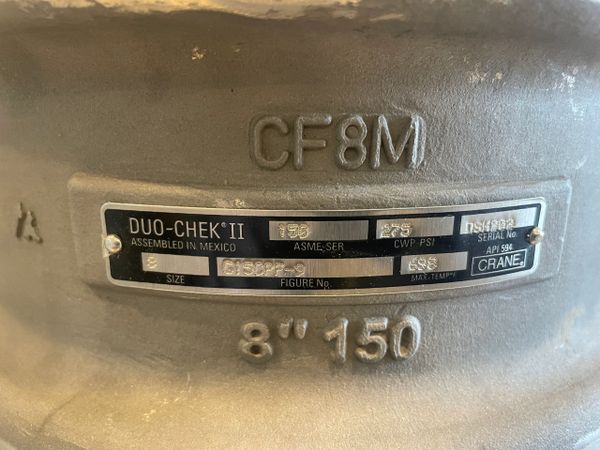 CF8M
DUO-CHEK® II
ASSEMBLED IN MEXICO
150
ASME-SER
275
CWP-PSI
SERIAL No.
8
SIZE
FIGURE No.
MAX-TEMP°F
API 594
CRANE®
8" 150